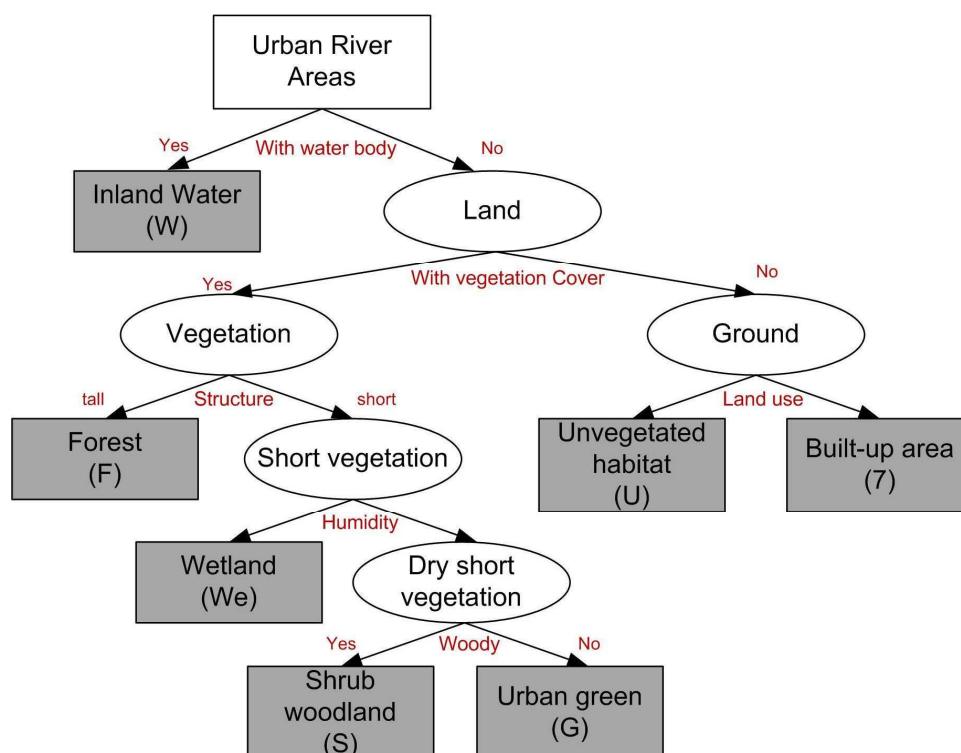 Urban River
Areas
Yes
With water body
No
Inland Water
(W)
Land
Yes
With vegetation Cover
No
Vegetation
Ground
tall
Structure
short
Land use
Forest
(F)
Short vegetation
Unvegetated
habitat
(U)
Built-up area
(7)
Humidity
Wetland
(We)
Dry short
vegetation
Yes
Woody
No
Shrub
woodland
(S)
Urban green
(G)